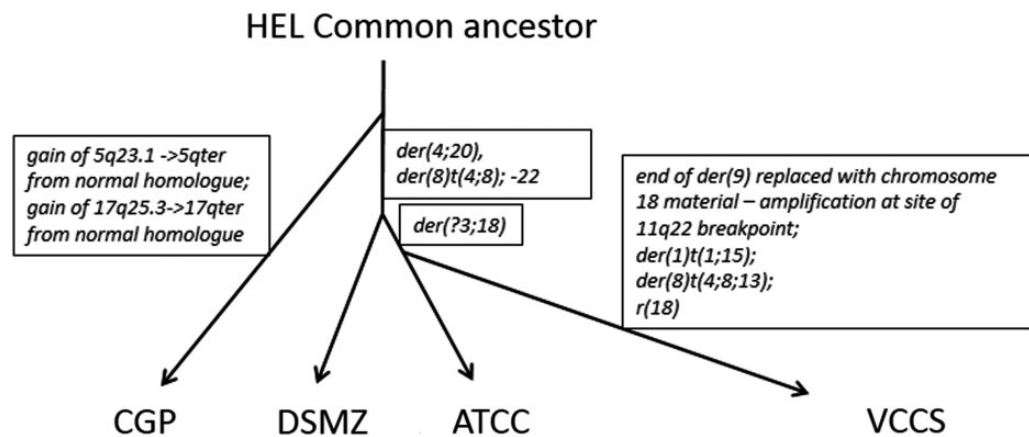 HEL Common ancestor
gain of 5q23.1 ->5qter
from normal homologue;
gain of 17q25.3->17qter
from normal homologue
der(4;20),
der(8)t(4;8); -22
der(?3;18)
end of der(9) replaced with chromosome
18 material – amplification at site of
11q22 breakpoint;
der(1)t(1;15);
der(8)t(4;8;13);
r(18)
CGP
DSMZ
ATCC
VCCS